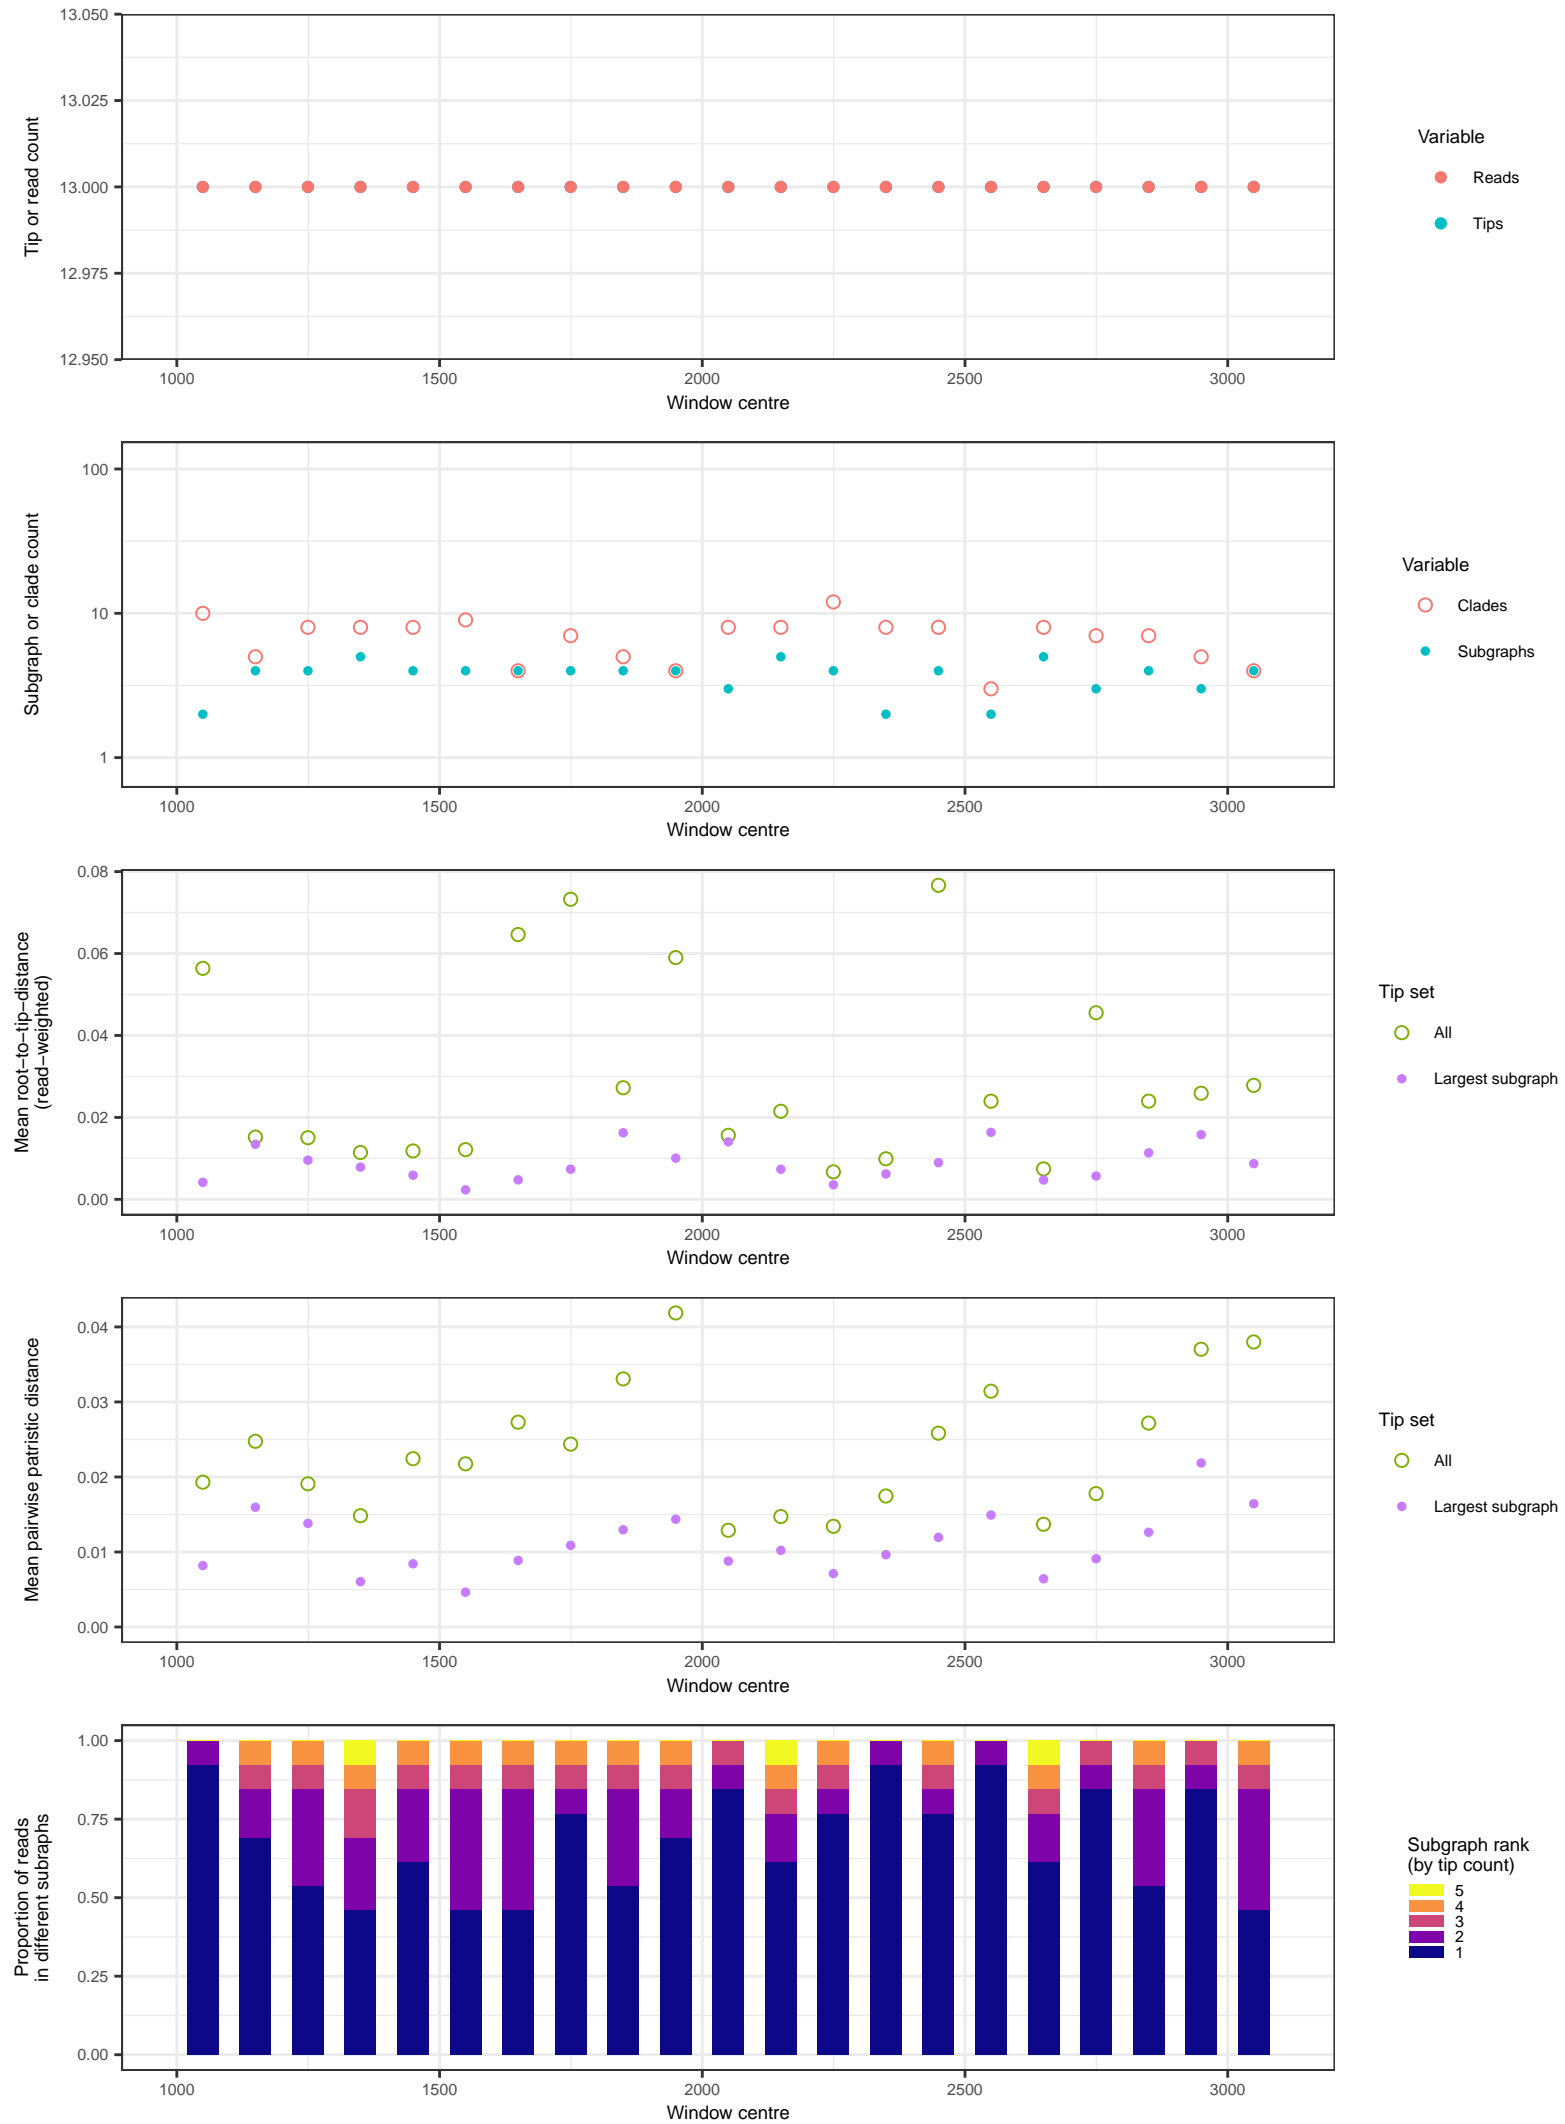 13.050
13.025
13.000
12.975
12.950
Tip or read count
1000 1500 2000 2500 3000
Window centre
Variable
Reads
Tips
100
10
1
Subgraph or clade count
1000 1500 2000 2500 3000
Window centre
Variable
Clades
Subgraphs
0.08
0.06
0.04
0.02
0.00
Mean root−to−tip−distance
(read−weighted)
1000 1500 2000 2500 3000
Window centre
Tip set
All
Largest subgraph
0.04
0.03
0.02
0.01
0.00
Mean pairwise patristic distance
1000 1500 2000 2500 3000
Window centre
Tip set
All
Largest subgraph
1.00
0.75
0.50
0.25
0.00
Proportion of reads
in different subraphs
1000 1500 2000 2500 3000
Window centre
Subgraph rank
(by tip count)
5
4
3
2
1